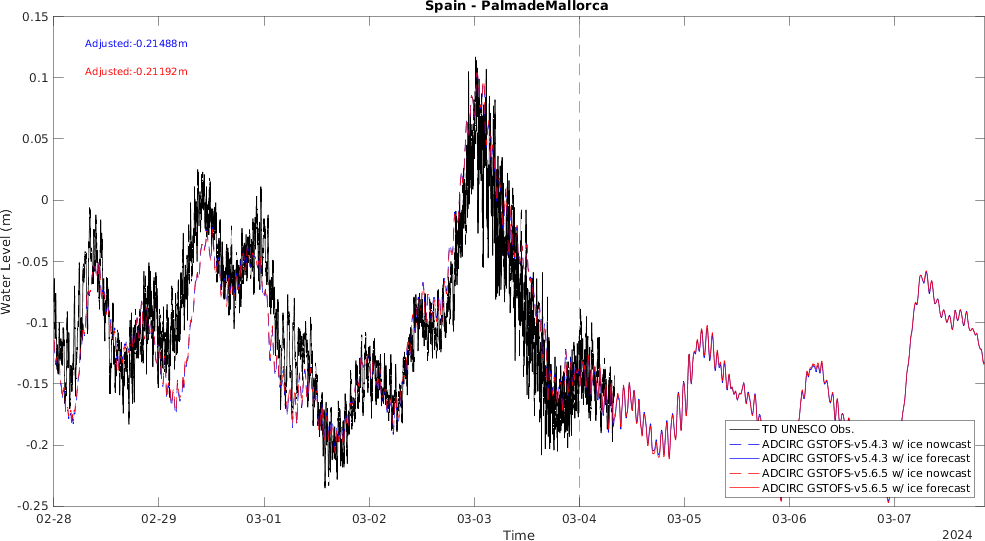 Spain - PalmadeMallorca
Adjusted:-0.21488m
Adjusted:-0.21192m
Water Level (m)
0.15
0.1
0.05
0
-0.05
-0.1
-0.15
-0.2
-0.25
TD UNESCO Obs.
ADCIRC GSTOFS-v5.4.3 w/ ice nowcast
ADCIRC GSTOFS-v5.4.3 w/ ice forecast
ADCIRC GSTOFS-v5.6.5 w/ ice nowcast
ADCIRC GSTOFS-v5.6.5 w/ ice forecast
02-28 02-29 03-01 03-02 03-03 03-04 03-05 03-06 03-07
Time
2024